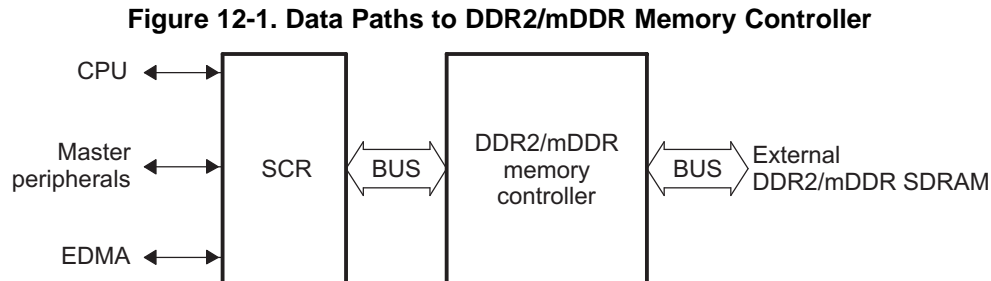 Figure 12-1. Data Paths to DDR2/mDDR Memory Controller
CPU
Master
peripherals
EDMA
SCR
BUS
DDR2/mDDR
memory
controller
BUS
External
DDR2/mDDR SDRAM